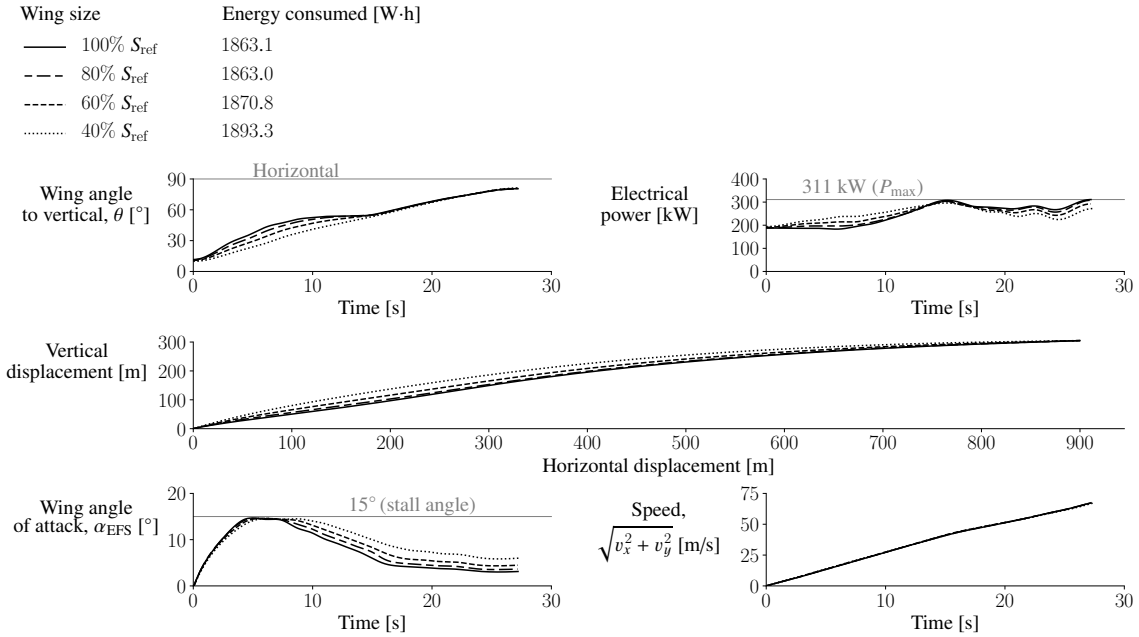 Wing size Energy consumed [W·h]
100% S_ref 1863.1
80% S_ref 1863.0
60% S_ref 1870.8
40% S_ref 1893.3
Wing angle
to vertical, θ [°]
Horizontal
90
60
30
0
0 10 20 30
Time [s]
Electrical
power [kW]
311 kW (P_max)
400
300
200
100
0
0 10 20 30
Time [s]
Vertical
displacement [m]
300
200
100
0
0 100 200 300 400 500 600 700 800 900
Horizontal displacement [m]
Wing angle
of attack, α_EFS [°]
15° (stall angle)
20
10
0
0 10 20 30
Time [s]
Speed,
√(v_x^2 + v_y^2) [m/s]
75
50
25
0
0 10 20 30
Time [s]